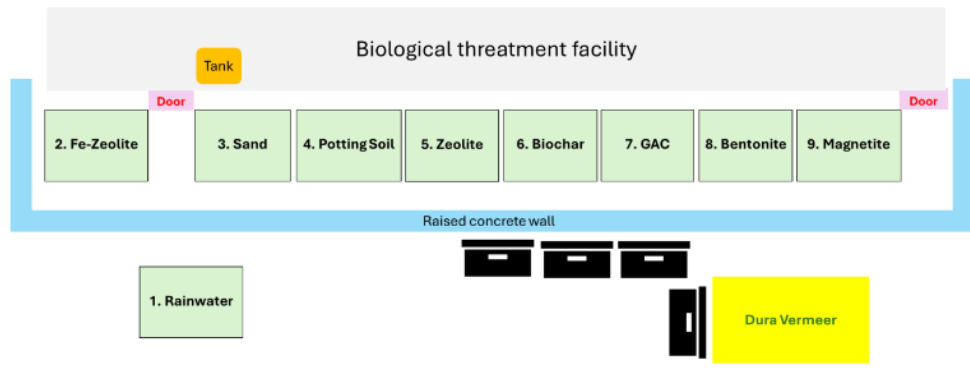 Biological threatment facility
Tank
Door
Door
2. Fe-Zeolite
3. Sand
4. Potting Soil
5. Zeolite
6. Biochar
7. GAC
8. Bentonite
9. Magnetite
Raised concrete wall
1. Rainwater
Dura Vermeer